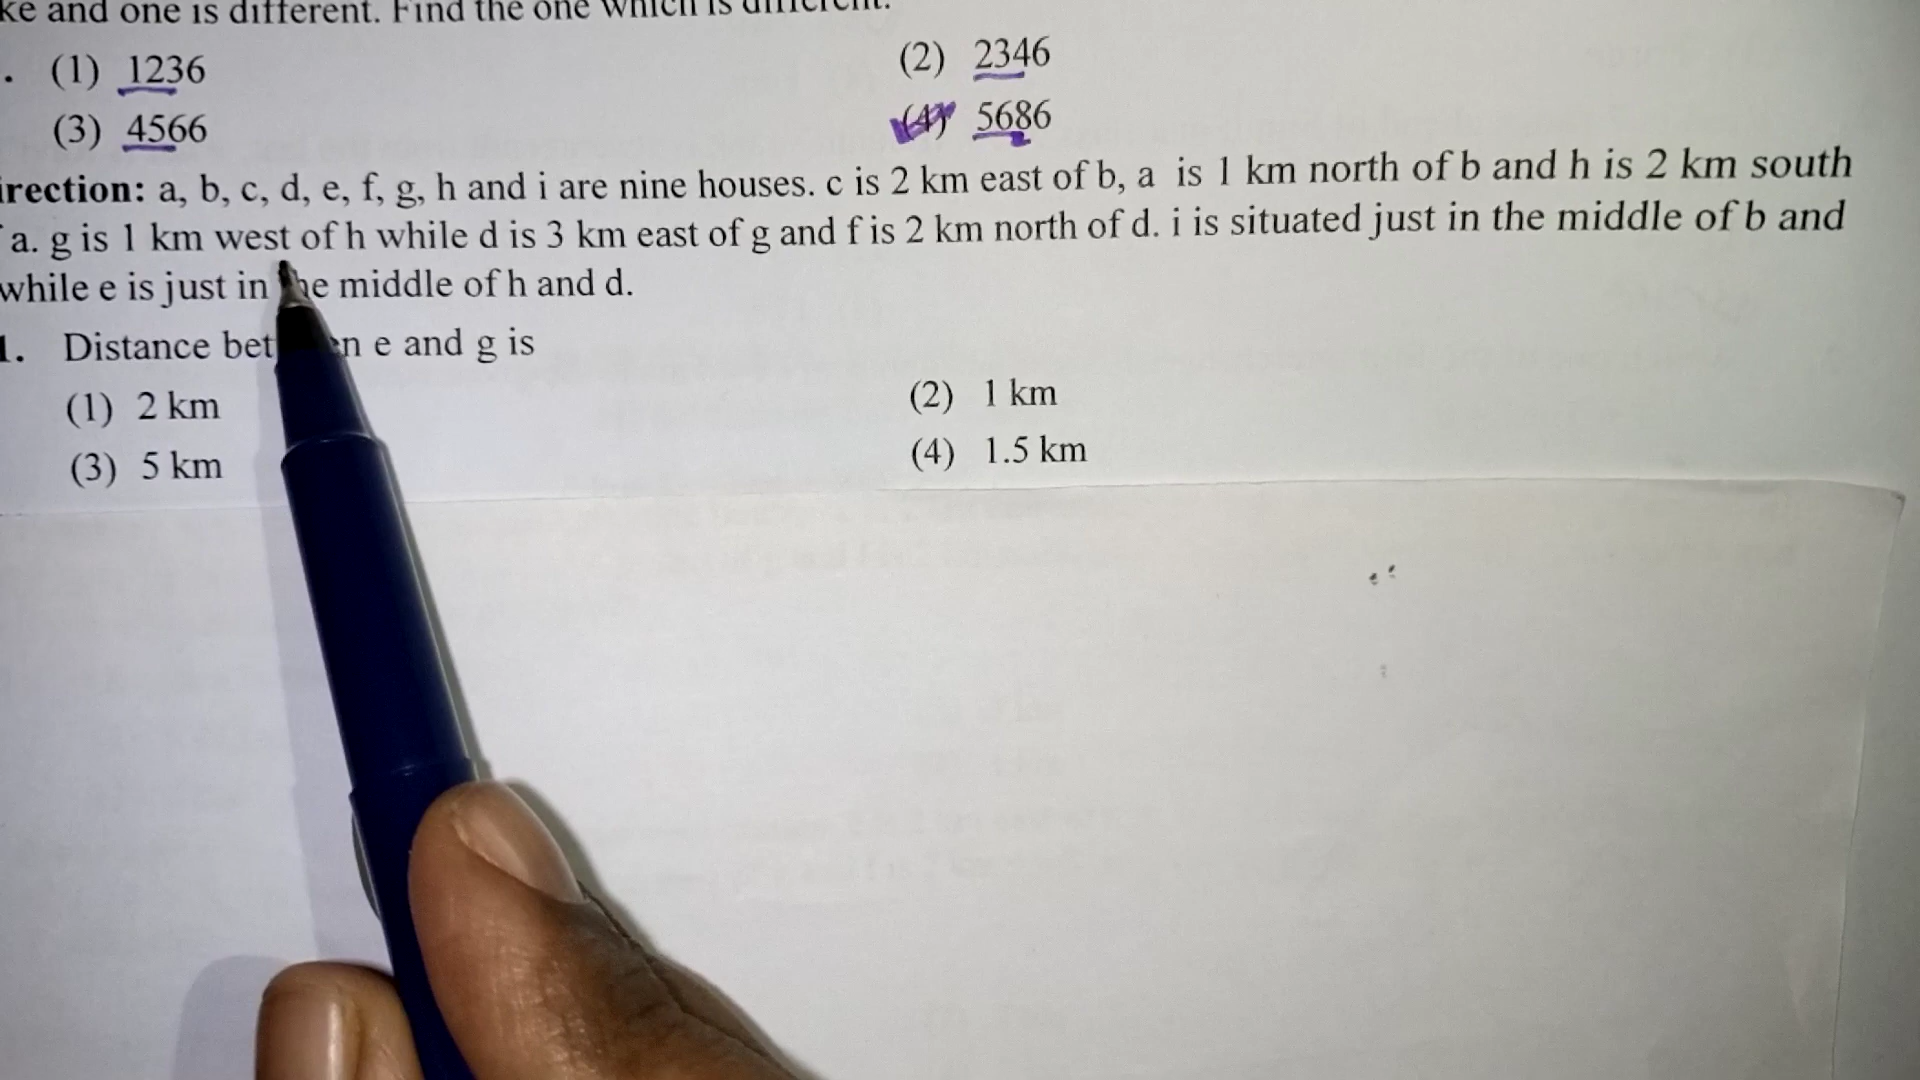 ke and one is different. Find the one which is different.
. (1) 1236 (2) 2346
(3) 4566 (4) 5686
irection: a, b, c, d, e, f, g, h and i are nine houses. c is 2 km east of b, a is 1 km north of b and h is 2 km south
a. g is 1 km west of h while d is 3 km east of g and f is 2 km north of d. i is situated just in the middle of b and
while e is just in the middle of h and d.
1. Distance between e and g is
(1) 2 km (2) 1 km
(3) 5 km (4) 1.5 km